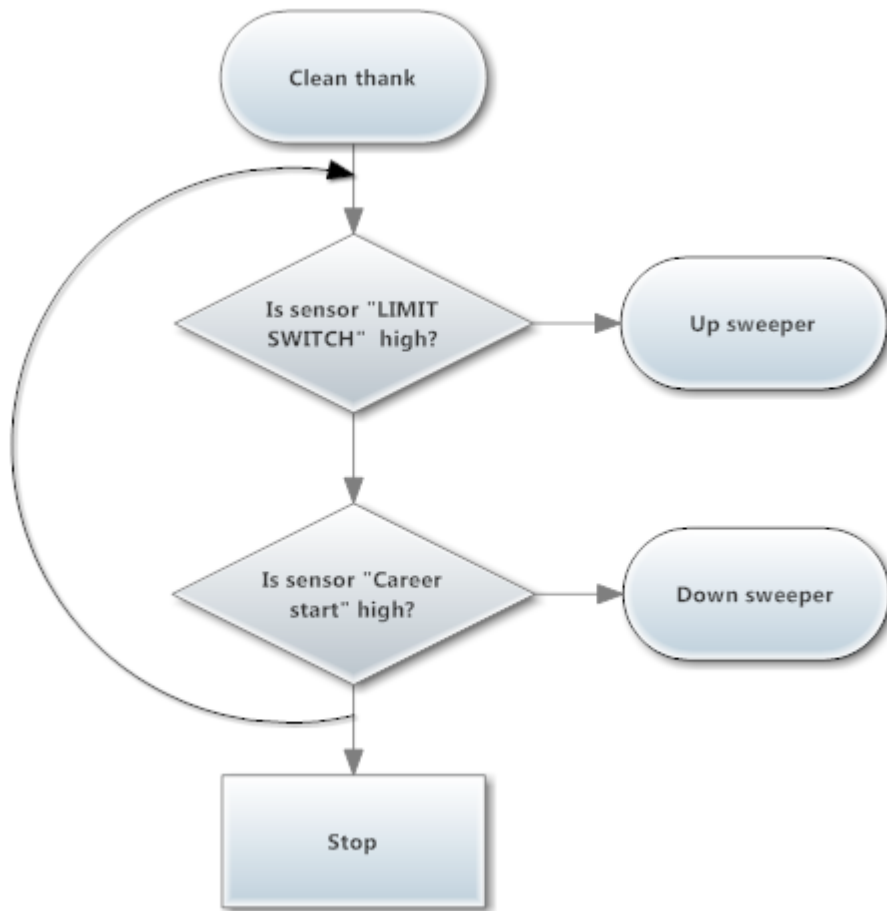 Clean thank
Is sensor "LIMIT
SWITCH"  high?
Up sweeper
Is sensor "Career
start" high?
Down sweeper
Stop